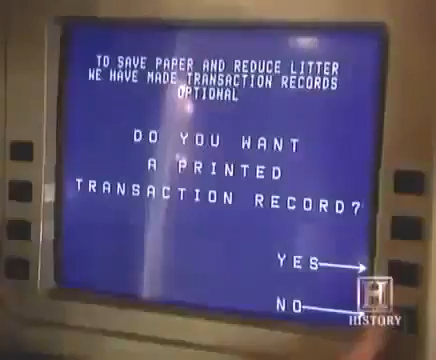 TO SAVE PAPER AND REDUCE LITTER
WE HAVE MADE TRANSACTION RECORDS
OPTIONAL
DO YOU WANT
A PRINTED
TRANSACTION RECORD?
YES
NO
H
HISTORY